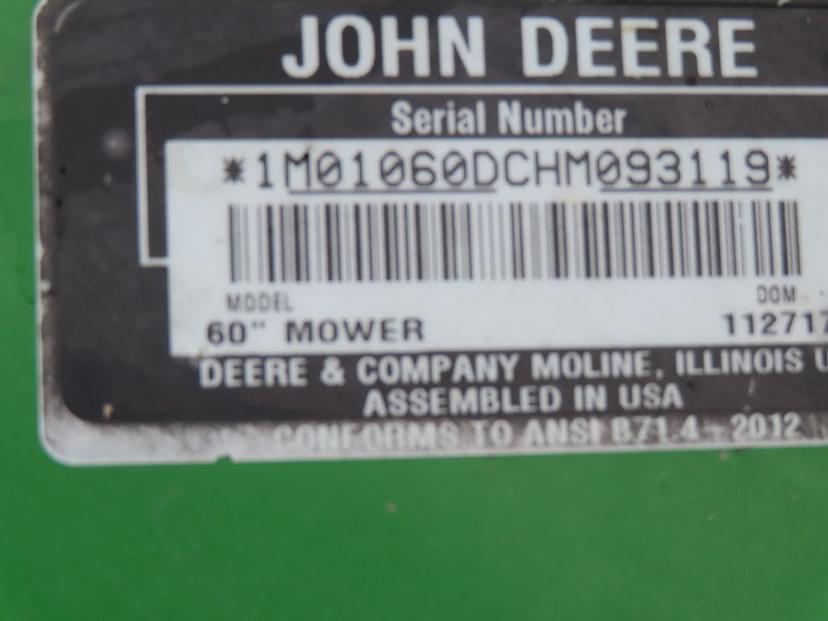 JOHN DEERE
Serial Number
*1M01060DCHM093119*
MODEL DOM
60" MOWER 112717
DEERE & COMPANY MOLINE, ILLINOIS U
ASSEMBLED IN USA
CONFORMS TO ANSI B71.4-2012